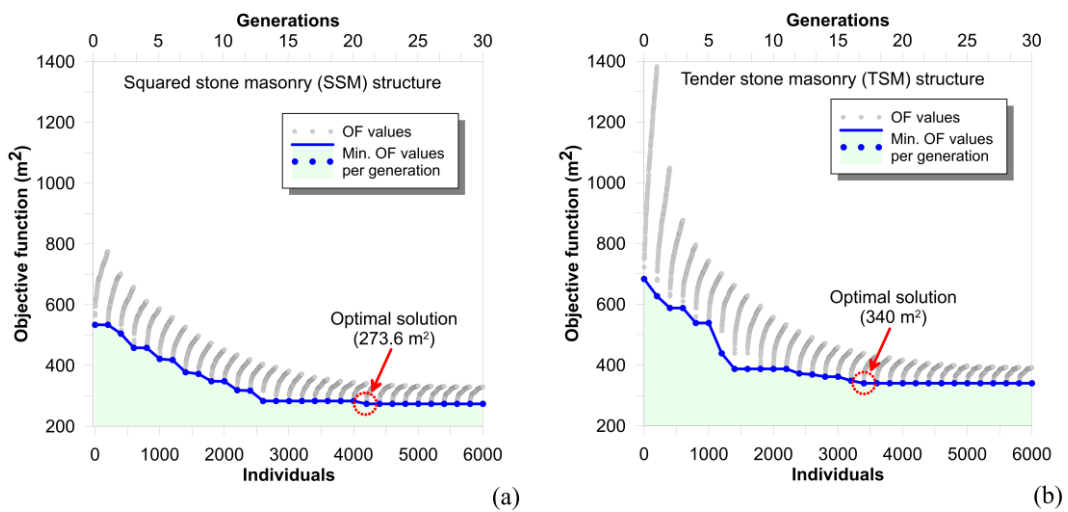 Generations
0 5 10 15 20 25 30
1400
1200
1000
800
600
400
200
Objective function (m²)
Squared stone masonry (SSM) structure
OF values
Min. OF values
per generation
Optimal solution
(273.6 m²)
0 1000 2000 3000 4000 5000 6000
Individuals
(a)
Generations
0 5 10 15 20 25 30
1400
1200
1000
800
600
400
200
Objective function (m²)
Tender stone masonry (TSM) structure
OF values
Min. OF values
per generation
Optimal solution
(340 m²)
0 1000 2000 3000 4000 5000 6000
Individuals
(b)